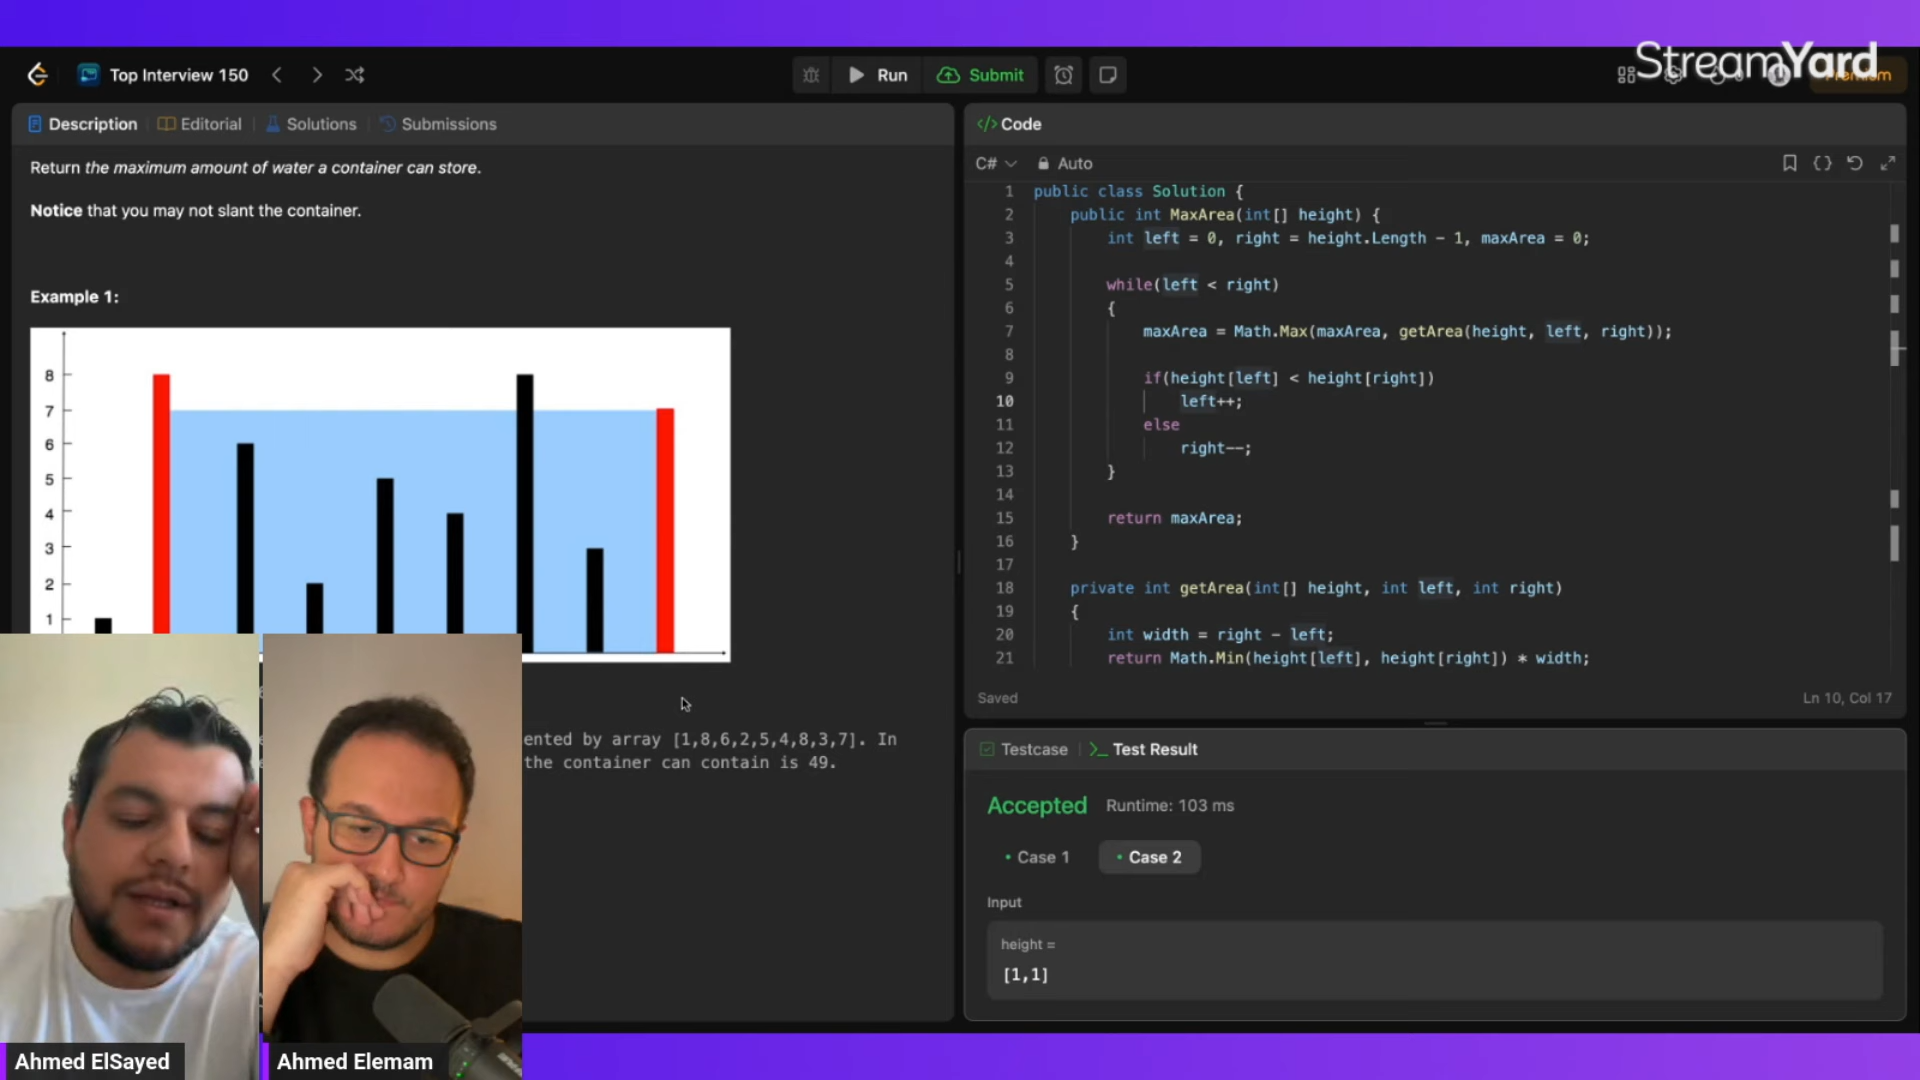 StreamYard
Top Interview 150
Run
Submit
Description
Editorial
Solutions
Submissions
Return the maximum amount of water a container can store.
Notice that you may not slant the container.
Example 1:
8
7
6
5
4
3
2
1
ented by array [1,8,6,2,5,4,8,3,7]. In
the container can contain is 49.
</> Code
C#
Auto
1 public class Solution {
2 public int MaxArea(int[] height) {
3 int left = 0, right = height.Length - 1, maxArea = 0;
4
5 while(left < right)
6 {
7 maxArea = Math.Max(maxArea, getArea(height, left, right));
8
9 if(height[left] < height[right])
10 left++;
11 else
12 right--;
13 }
14
15 return maxArea;
16 }
17
18 private int getArea(int[] height, int left, int right)
19 {
20 int width = right - left;
21 return Math.Min(height[left], height[right]) * width;
Saved
Ln 10, Col 17
Testcase
>_ Test Result
Accepted
Runtime: 103 ms
• Case 1
• Case 2
Input
height =
[1,1]
Ahmed ElSayed
Ahmed Elemam